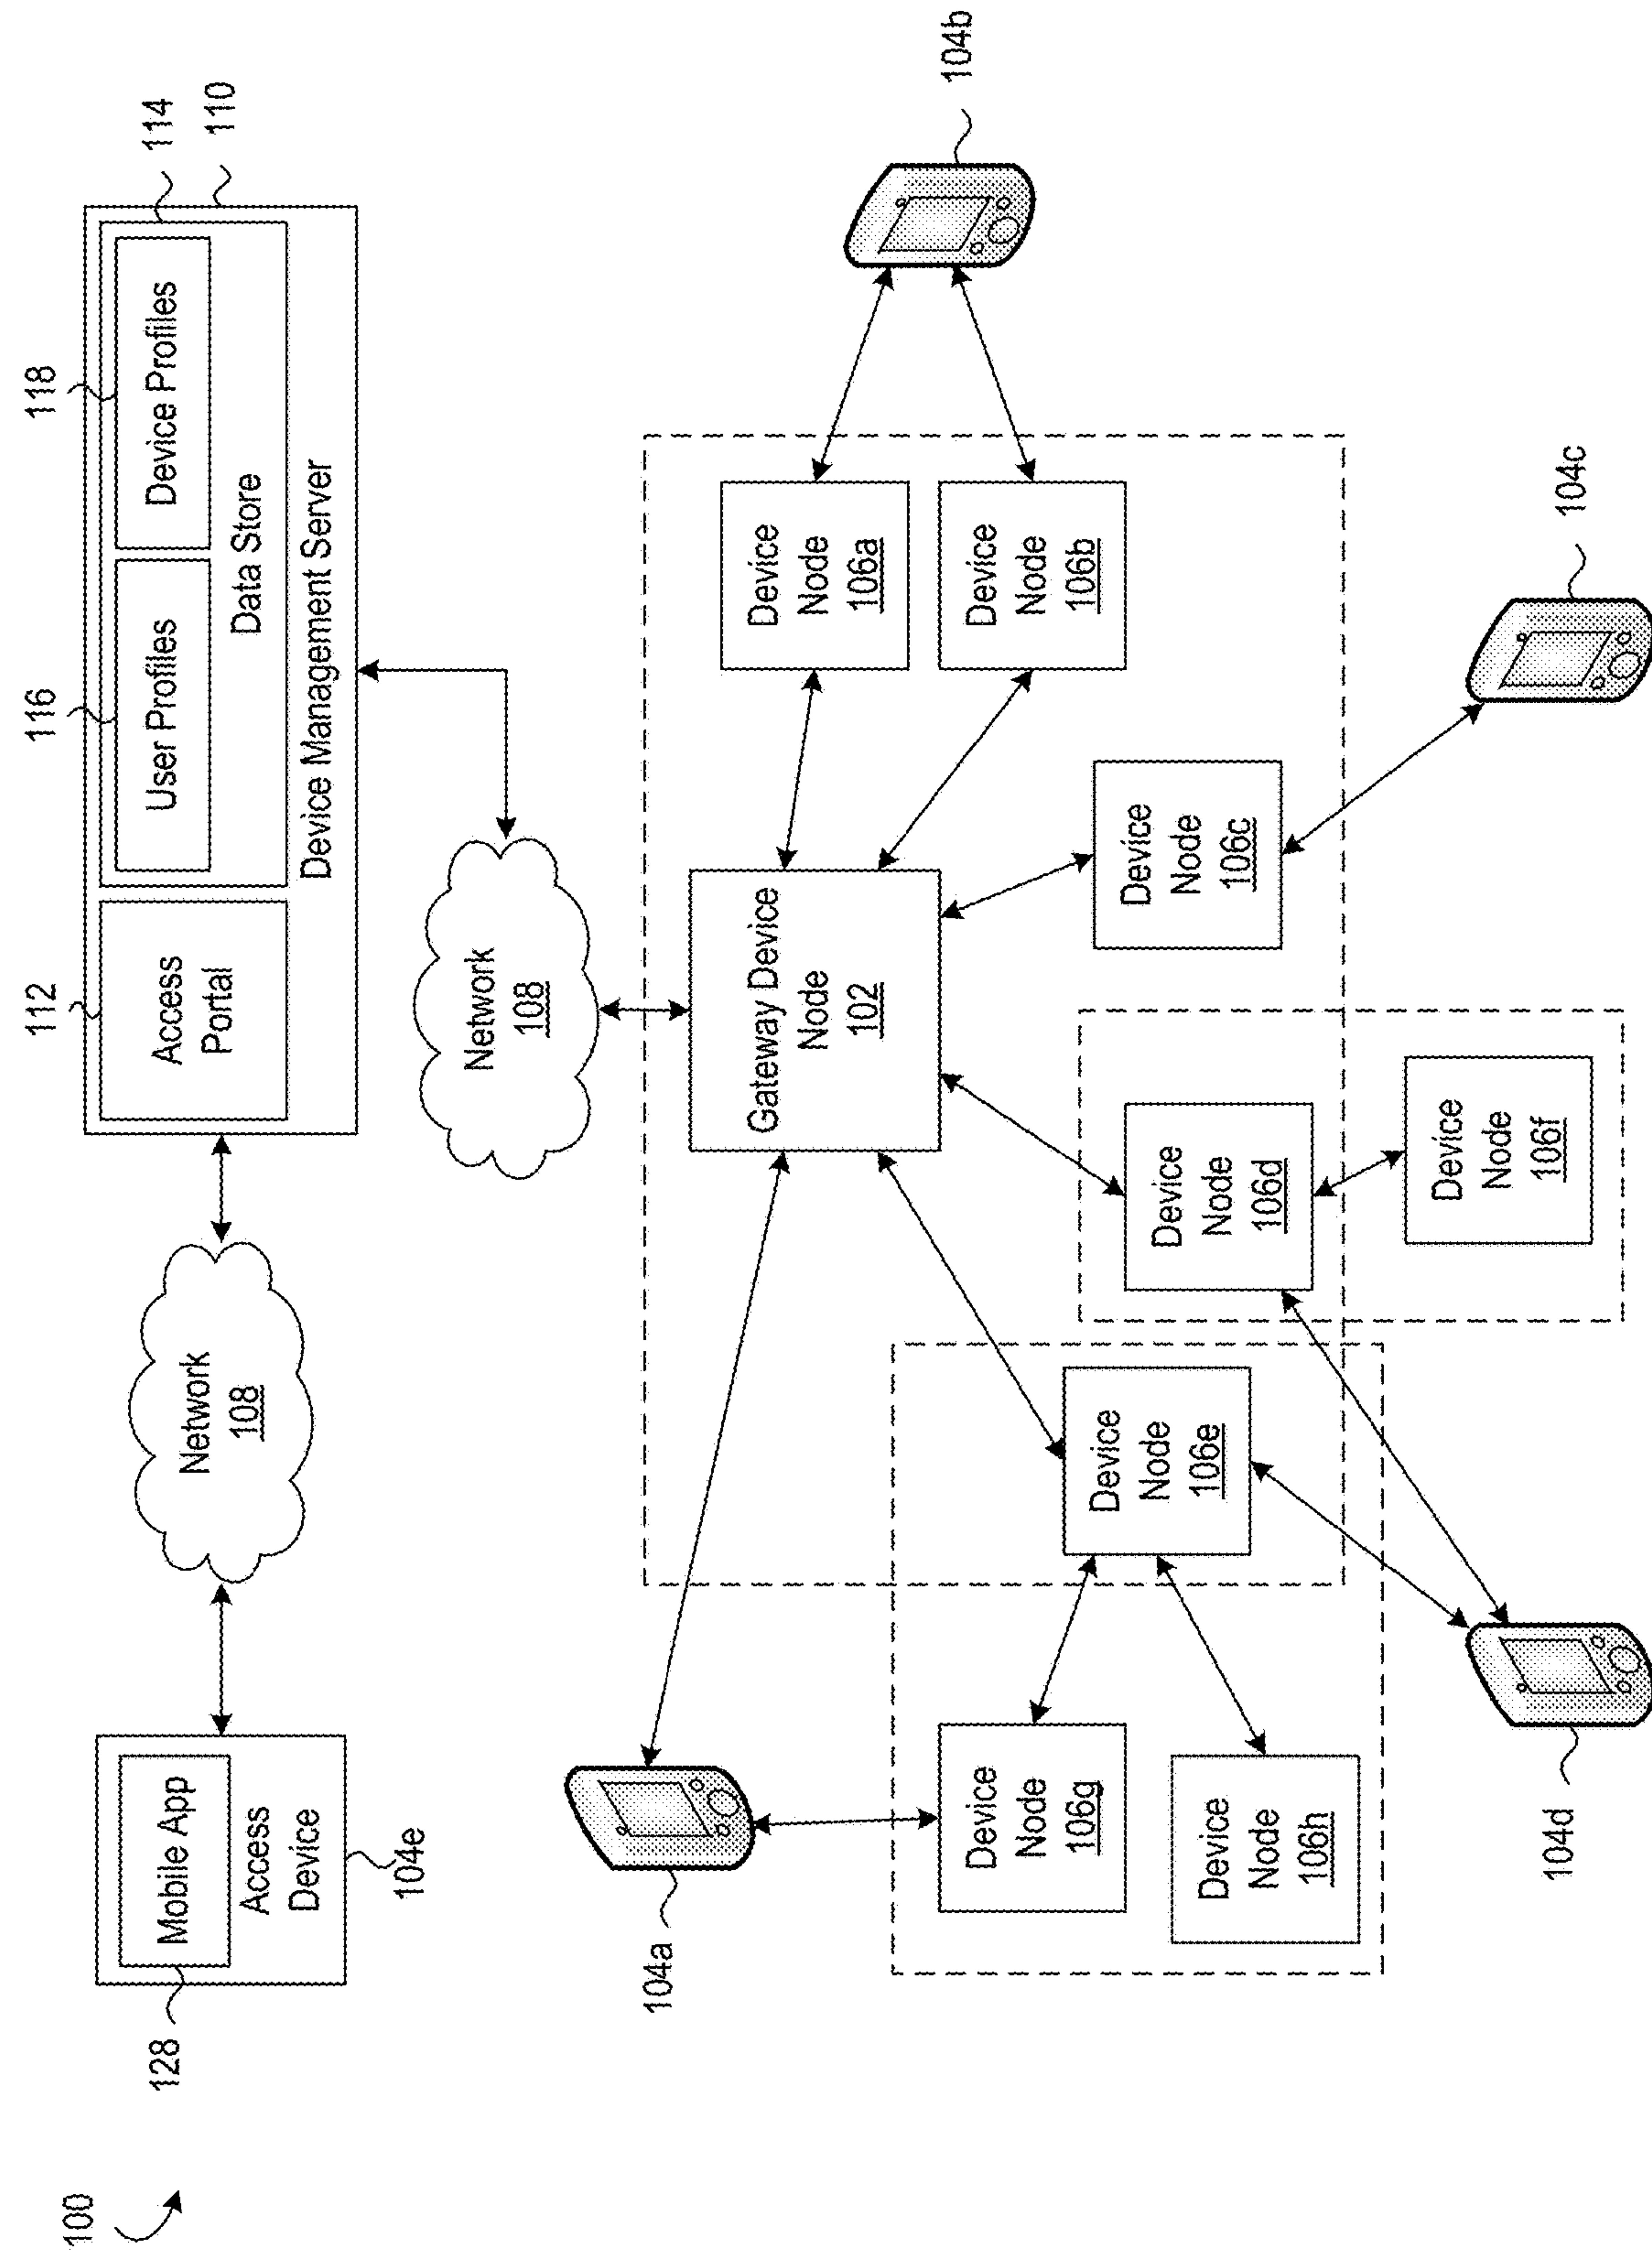 100
128
Mobile App
Access
Device
104e
Network
108
112
Access
Portal
116
User Profiles
118
Device Profiles
Data Store
Device Management Server
114
110
Network
108
104a
Gateway Device
Node
102
Device
Node
106a
Device
Node
106b
104b
Device
Node
106c
104c
Device
Node
106d
Device
Node
106f
Device
Node
106e
Device
Node
106g
Device
Node
106h
104d